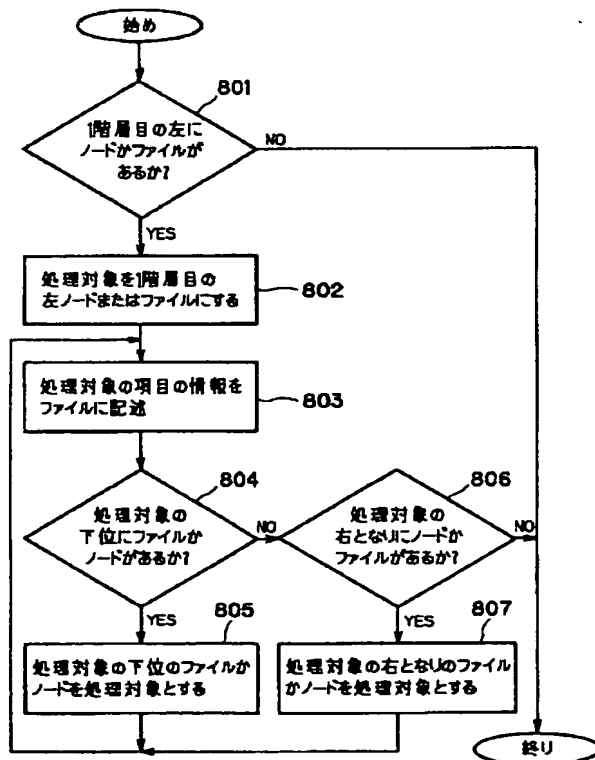 始め
801
1階層目の左に
ノードかファイルが
あるか?
NO
YES
処理対象を1階層目の
左ノードまたはファイルにする
802
処理対象の項目の情報を
ファイルに記述
803
804
処理対象の
下位にファイルか
ノードがあるか?
NO
YES
806
処理対象の
右となりにノードか
ファイルがあるか?
NO
YES
805
処理対象の下位のファイルか
ノードを処理対象とする
807
処理対象の右となりのファイル
かノードを処理対象とする
終り